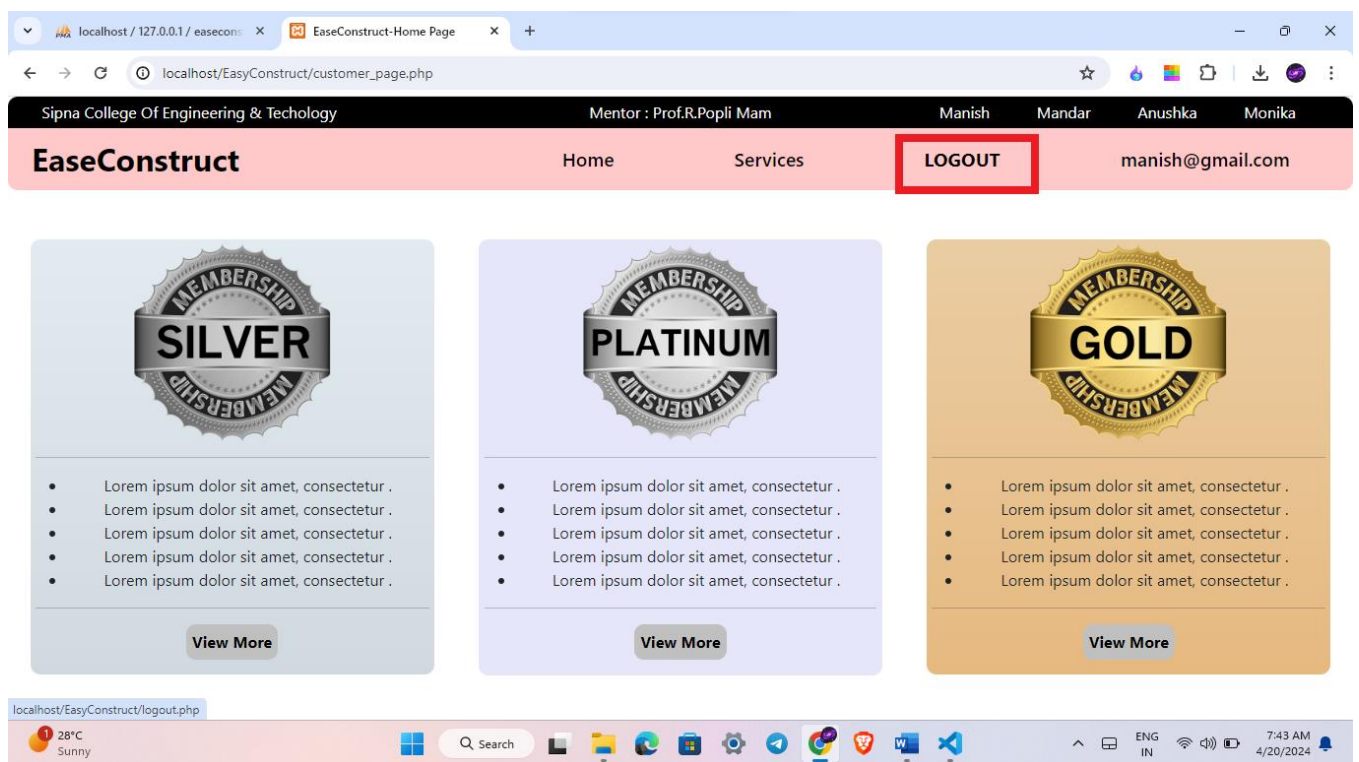 localhost / 127.0.0.1 / easecons
EaseConstruct-Home Page
localhost/EasyConstruct/customer_page.php
Sipna College Of Engineering & Techology Mentor : Prof.R.Popli Mam Manish Mandar Anushka Monika
EaseConstruct Home Services LOGOUT manish@gmail.com
MEMBERSHIP
SILVER
MEMBERSHIP
Lorem ipsum dolor sit amet, consectetur .
Lorem ipsum dolor sit amet, consectetur .
Lorem ipsum dolor sit amet, consectetur .
Lorem ipsum dolor sit amet, consectetur .
Lorem ipsum dolor sit amet, consectetur .
View More
MEMBERSHIP
PLATINUM
MEMBERSHIP
Lorem ipsum dolor sit amet, consectetur .
Lorem ipsum dolor sit amet, consectetur .
Lorem ipsum dolor sit amet, consectetur .
Lorem ipsum dolor sit amet, consectetur .
Lorem ipsum dolor sit amet, consectetur .
View More
MEMBERSHIP
GOLD
MEMBERSHIP
Lorem ipsum dolor sit amet, consectetur .
Lorem ipsum dolor sit amet, consectetur .
Lorem ipsum dolor sit amet, consectetur .
Lorem ipsum dolor sit amet, consectetur .
Lorem ipsum dolor sit amet, consectetur .
View More
localhost/EasyConstruct/logout.php
1
28°C
Sunny
Search
ENG
IN
7:43 AM
4/20/2024